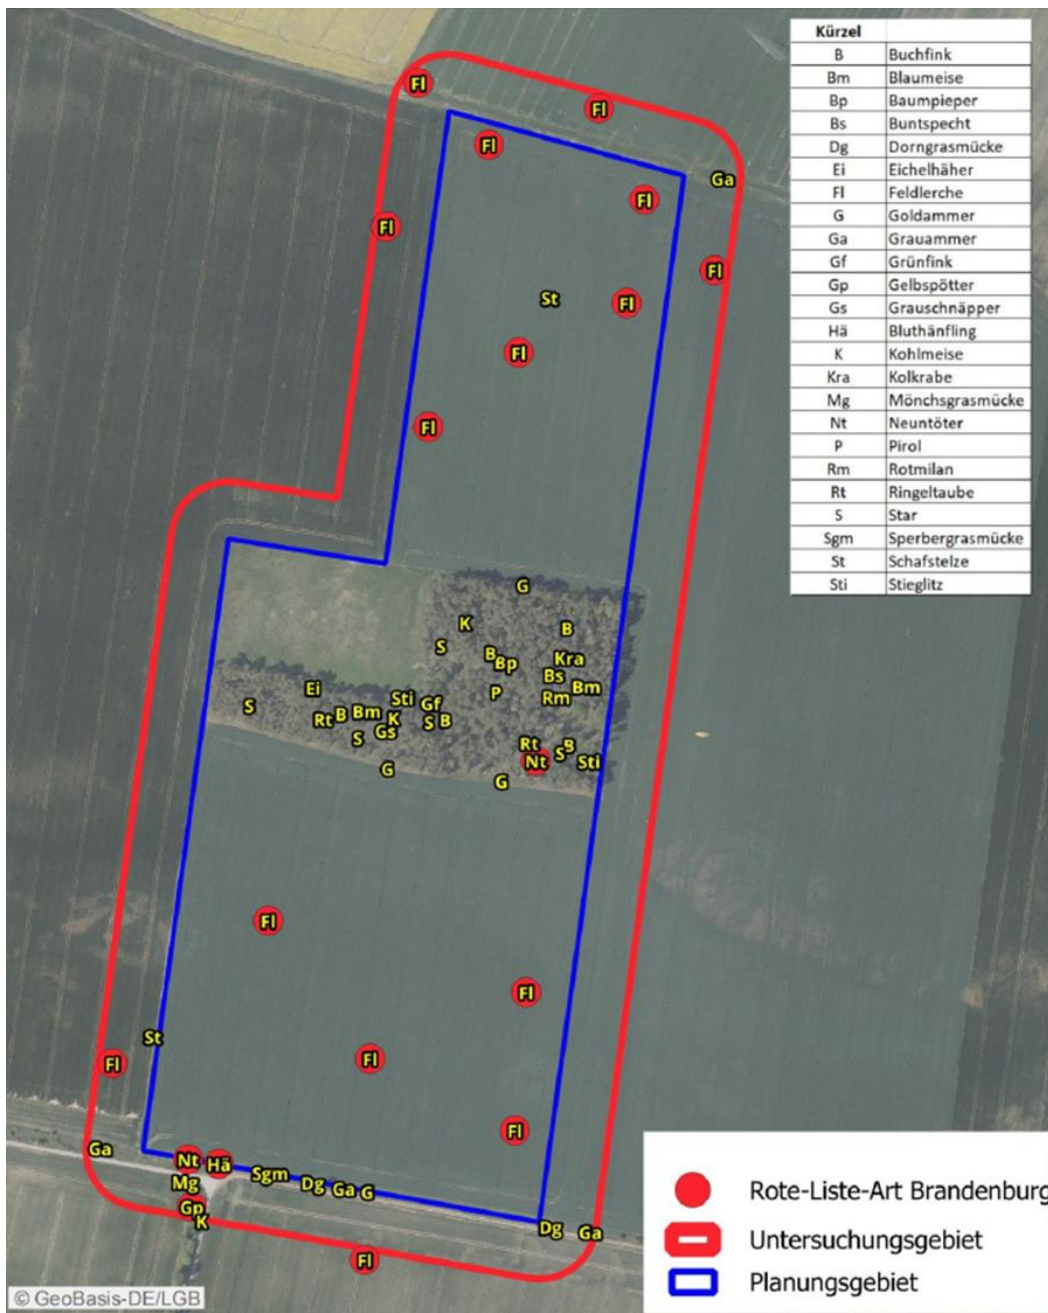 Kürzel
B Buchfink
Bm Blaumeise
Bp Baumpieper
Bs Buntspecht
Dg Dorngrasmücke
Ei Eichelhäher
Fl Feldlerche
G Goldammer
Ga Grauammer
Gf Grünfink
Gp Gelbspötter
Gs Grauschnäpper
Hä Bluthänfling
K Kohlmeise
Kra Kolkrabe
Mg Mönchsgrasmücke
Nt Neuntöter
P Pirol
Rm Rotmilan
Rt Ringeltaube
S Star
Sgm Sperbergrasmücke
St Schafstelze
Sti Stieglitz
Fl
Fl
Fl
Ga
Fl
Fl
Fl
St
Fl
Fl
Fl
G
K
B
S
B
Bp
Kra
Bs
Bm
Ei
P
Rm
Sti
Gf
S
Rt
B
Bm
K
S
B
Gs
S
Rt
B
S
Nt
Sti
G
G
Fl
Fl
St
Fl
Fl
Fl
Ga
Nt
Hä
Mg
Sgm
Dg
Ga
G
Gp
K
Dg
Ga
Fl
Rote-Liste-Art Brandenburg
Untersuchungsgebiet
Planungsgebiet
© GeoBasis-DE/LGB